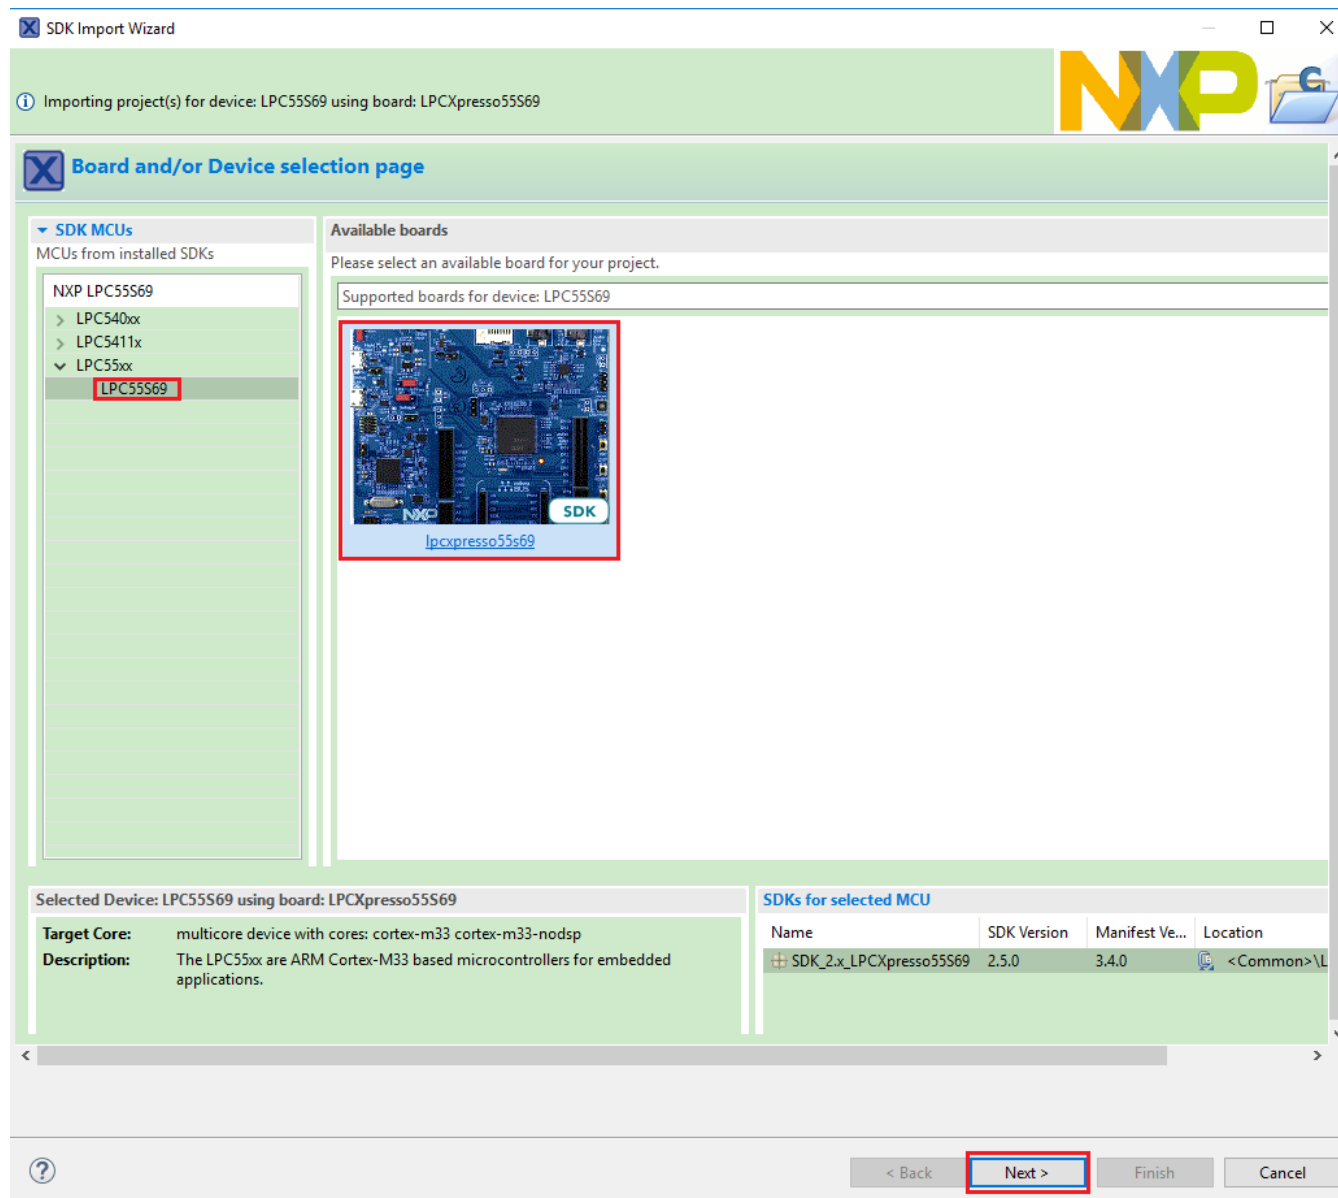 SDK Import Wizard
Importing project(s) for device: LPC55S69 using board: LPCXpresso55S69
NXP
C
Board and/or Device selection page
SDK MCUs
MCUs from installed SDKs
NXP LPC55S69
LPC540xx
LPC5411x
LPC55xx
LPC55S69
Available boards
Please select an available board for your project.
Supported boards for device: LPC55S69
NXP
SDK
lpcxpresso55s69
Selected Device: LPC55S69 using board: LPCXpresso55S69
Target Core: multicore device with cores: cortex-m33 cortex-m33-nodsp
Description: The LPC55xx are ARM Cortex-M33 based microcontrollers for embedded
applications.
SDKs for selected MCU
Name SDK Version Manifest Ve... Location
SDK_2.x_LPCXpresso55S69 2.5.0 3.4.0 <Common>\L
? < Back Next > Finish Cancel